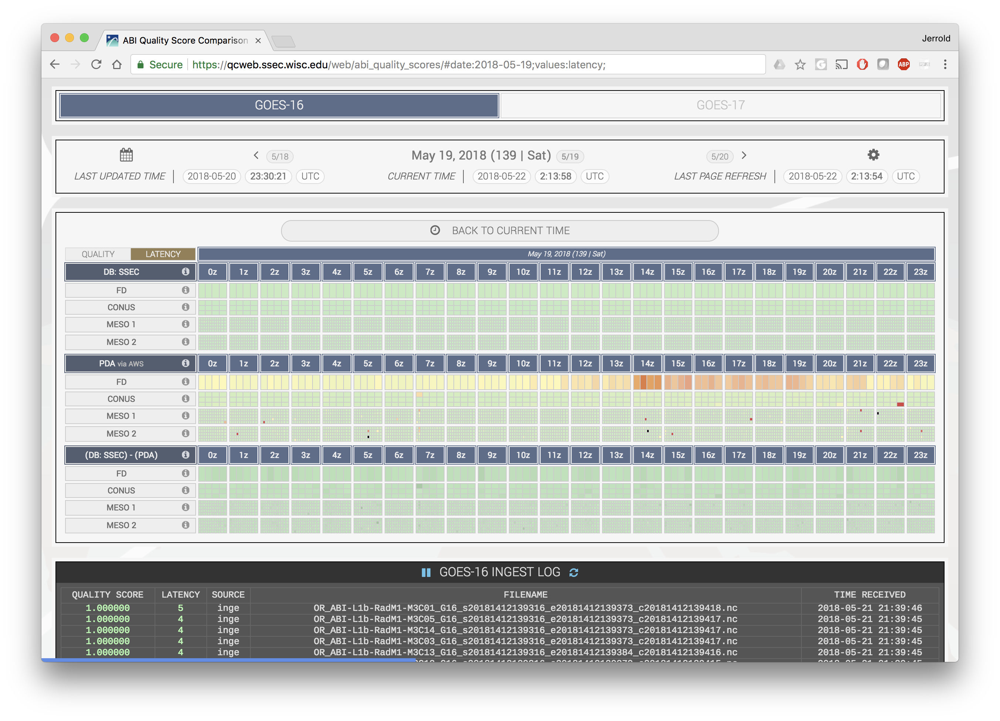 ABI Quality Score Comparison
Jerrold
Secure https://qcweb.ssec.wisc.edu/web/abi_quality_scores/#date:2018-05-19;values:latency;
ABP
GOES-16 GOES-17
5/18 May 19, 2018 (139 | Sat) 5/19 5/20
LAST UPDATED TIME 2018-05-20 23:30:21 UTC CURRENT TIME 2018-05-22 2:13:58 UTC LAST PAGE REFRESH 2018-05-22 2:13:54 UTC
BACK TO CURRENT TIME
QUALITY LATENCY May 19, 2018 (139 | Sat)
DB: SSEC 0z 1z 2z 3z 4z 5z 6z 7z 8z 9z 10z 11z 12z 13z 14z 15z 16z 17z 18z 19z 20z 21z 22z 23z
FD
CONUS
MESO 1
MESO 2
PDA via AWS 0z 1z 2z 3z 4z 5z 6z 7z 8z 9z 10z 11z 12z 13z 14z 15z 16z 17z 18z 19z 20z 21z 22z 23z
FD
CONUS
MESO 1
MESO 2
(DB: SSEC) - (PDA) 0z 1z 2z 3z 4z 5z 6z 7z 8z 9z 10z 11z 12z 13z 14z 15z 16z 17z 18z 19z 20z 21z 22z 23z
FD
CONUS
MESO 1
MESO 2
GOES-16 INGEST LOG
QUALITY SCORE LATENCY SOURCE FILENAME TIME RECEIVED
1.000000 5 inge OR_ABI-L1b-RadM1-M3C01_G16_s20181412139316_e20181412139373_c20181412139418.nc 2018-05-21 21:39:46
1.000000 4 inge OR_ABI-L1b-RadM1-M3C05_G16_s20181412139316_e20181412139373_c20181412139417.nc 2018-05-21 21:39:45
1.000000 4 inge OR_ABI-L1b-RadM1-M3C14_G16_s20181412139316_e20181412139373_c20181412139417.nc 2018-05-21 21:39:45
1.000000 4 inge OR_ABI-L1b-RadM1-M3C03_G16_s20181412139316_e20181412139373_c20181412139417.nc 2018-05-21 21:39:45
1.000000 4 inge OR_ABI-L1b-RadM1-M3C13_G16_s20181412139316_e20181412139384_c20181412139416.nc 2018-05-21 21:39:45